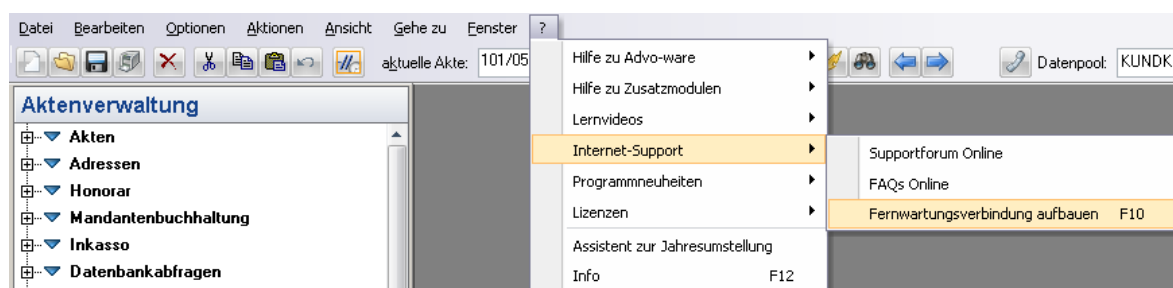 Datei Bearbeiten Optionen Aktionen Ansicht Gehe zu Fenster ?
aktuelle Akte: 101/05
Datenpool: KUNDK
Aktenverwaltung
Akten
Adressen
Honorar
Mandantenbuchhaltung
Inkasso
Datenbankabfragen
Hilfe zu Advo-ware
Hilfe zu Zusatzmodulen
Lernvideos
Internet-Support
Programmneuheiten
Lizenzen
Assistent zur Jahresumstellung
Info F12
Supportforum Online
FAQs Online
Fernwartungsverbindung aufbauen F10